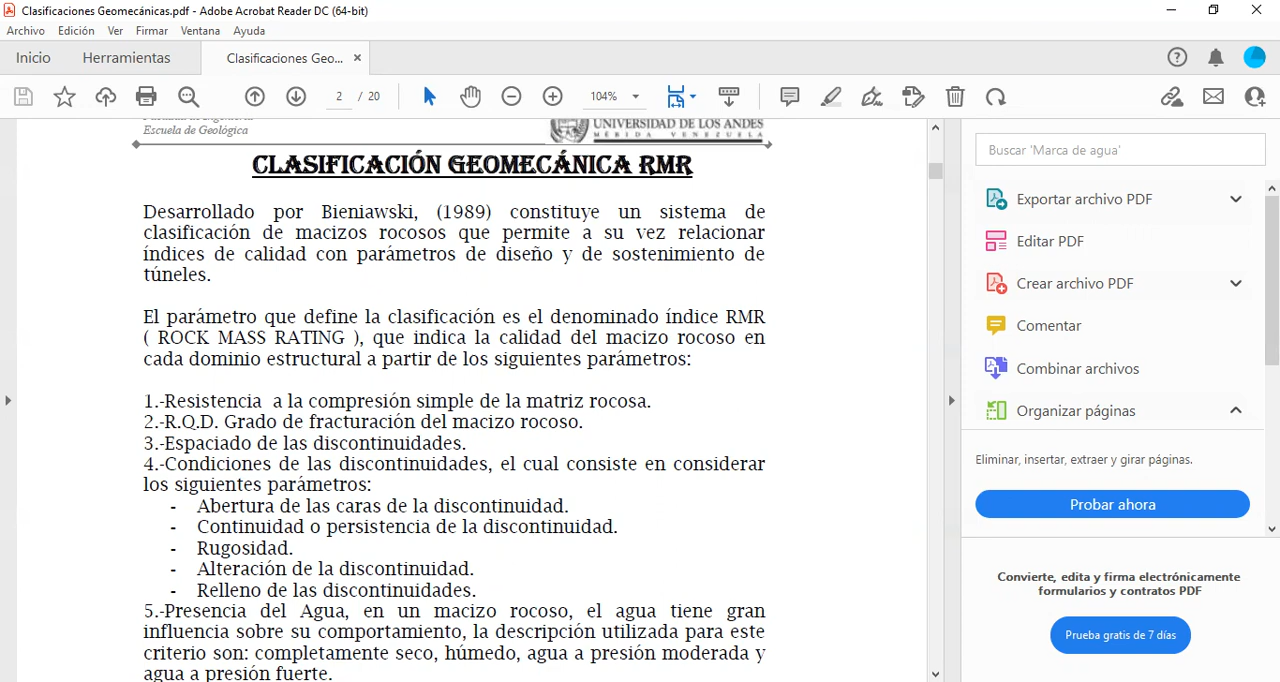 Clasificaciones Geomecánicas.pdf - Adobe Acrobat Reader DC (64-bit)
Archivo Edición Ver Firmar Ventana Ayuda
Inicio Herramientas Clasificaciones Geo... ×
2 / 20 104%
Escuela de Geológica
UNIVERSIDAD DE LOS ANDES
MÉRIDA VENEZUELA
CLASIFICACIÓN GEOMECÁNICA RMR
Desarrollado por Bieniawski, (1989) constituye un sistema de
clasificación de macizos rocosos que permite a su vez relacionar
índices de calidad con parámetros de diseño y de sostenimiento de
túneles.
El parámetro que define la clasificación es el denominado índice RMR
( ROCK MASS RATING ), que indica la calidad del macizo rocoso en
cada dominio estructural a partir de los siguientes parámetros:
1.-Resistencia a la compresión simple de la matriz rocosa.
2.-R.Q.D. Grado de fracturación del macizo rocoso.
3.-Espaciado de las discontinuidades.
4.-Condiciones de las discontinuidades, el cual consiste en considerar
los siguientes parámetros:
- Abertura de las caras de la discontinuidad.
- Continuidad o persistencia de la discontinuidad.
- Rugosidad.
- Alteración de la discontinuidad.
- Relleno de las discontinuidades.
5.-Presencia del Agua, en un macizo rocoso, el agua tiene gran
influencia sobre su comportamiento, la descripción utilizada para este
criterio son: completamente seco, húmedo, agua a presión moderada y
agua a presión fuerte.
Buscar 'Marca de agua'
Exportar archivo PDF
Editar PDF
Crear archivo PDF
Comentar
Combinar archivos
Organizar páginas
Eliminar, insertar, extraer y girar páginas.
Probar ahora
Convierte, edita y firma electrónicamente
formularios y contratos PDF
Prueba gratis de 7 días